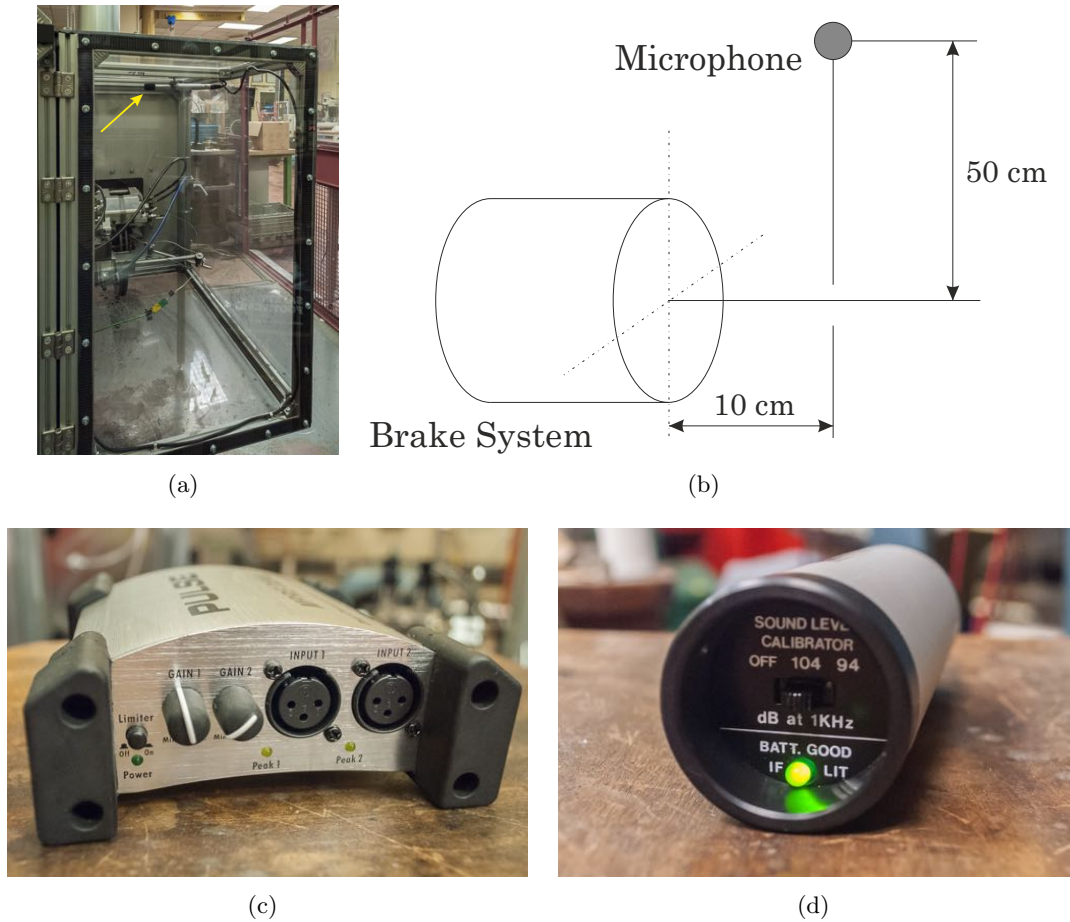 Microphone
50 cm
10 cm
Brake System
(a)
(b)
PULSE
GAIN 1
GAIN 2
INPUT 1
INPUT 2
Limiter
Off
On
Power
Peak 1
Peak 2
SOUND LEVEL
CALIBRATOR
OFF 104 94
dB at 1KHz
BATT. GOOD
IF LIT
(c)
(d)